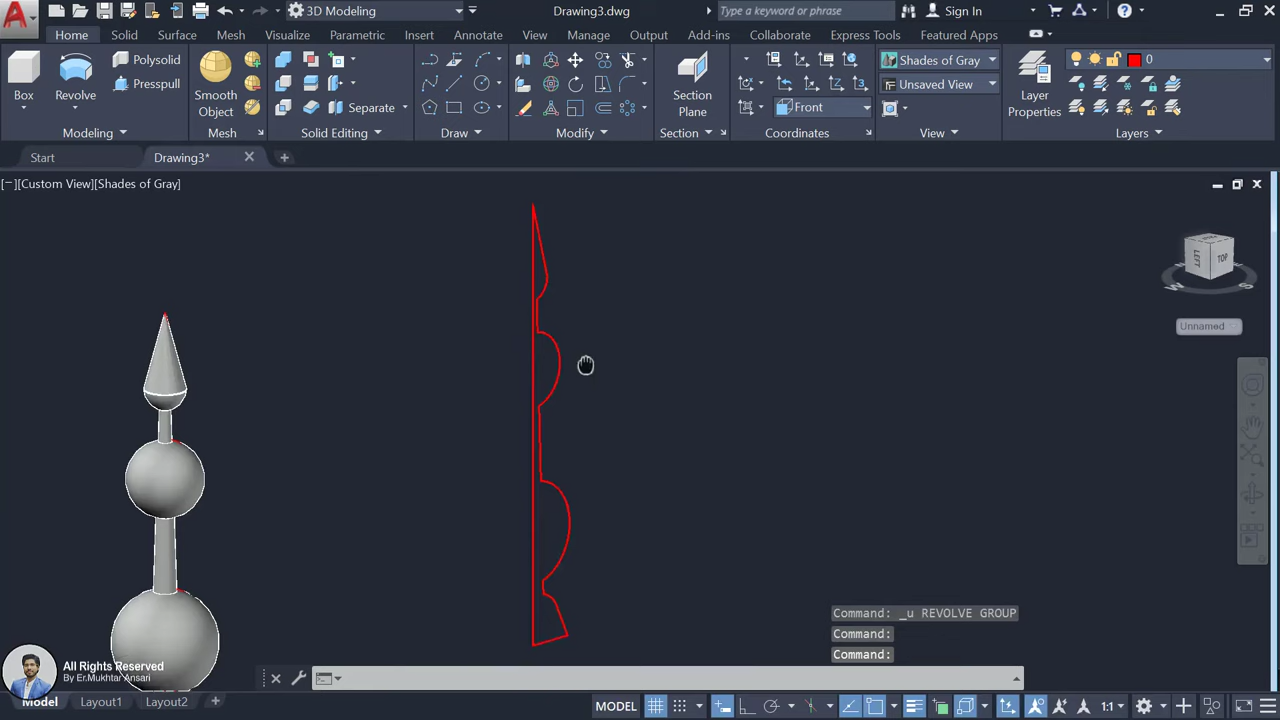 3D Modeling
Drawing3.dwg
Type a keyword or phrase
Sign In
Home Solid Surface Mesh Visualize Parametric Insert Annotate View Manage Output Add-ins Collaborate Express Tools Featured Apps
Box
Revolve
Polysolid
Presspull
Smooth
Object
Separate
Section
Plane
Front
Shades of Gray
Unsaved View
Layer
Properties
0
Modeling Mesh Solid Editing Draw Modify Section Coordinates View Layers
Start Drawing3* +
[−][Custom View][Shades of Gray]
LEFT TOP
Unnamed
Command: _u REVOLVE GROUP
Command:
Command:
All Rights Reserved
By Er.Mukhtar Ansari
Model Layout1 Layout2 +
MODEL 1:1